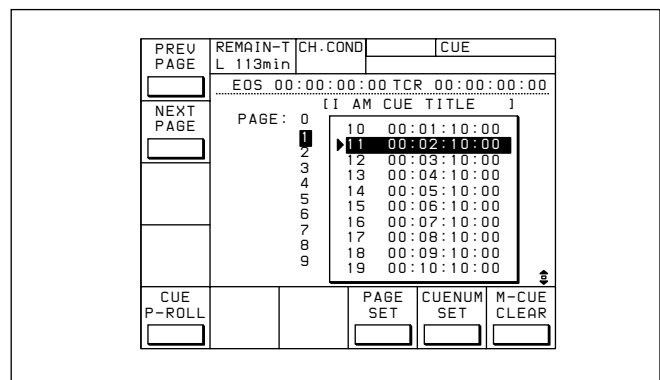 PREV PAGE
REMAIN-T
CH.COND
CUE
L 113min
EOS 00:00:00:00 TCR 00:00:00:00
[I AM CUE TITLE ]
NEXT PAGE
PAGE: 0
1
2
3
4
5
6
7
8
9
10 00:01:10:00
▶11 00:02:10:00
12 00:03:10:00
13 00:04:10:00
14 00:05:10:00
15 00:06:10:00
16 00:07:10:00
17 00:08:10:00
18 00:09:10:00
19 00:10:10:00
CUE P-ROLL
PAGE SET
CUENUM SET
M-CUE CLEAR